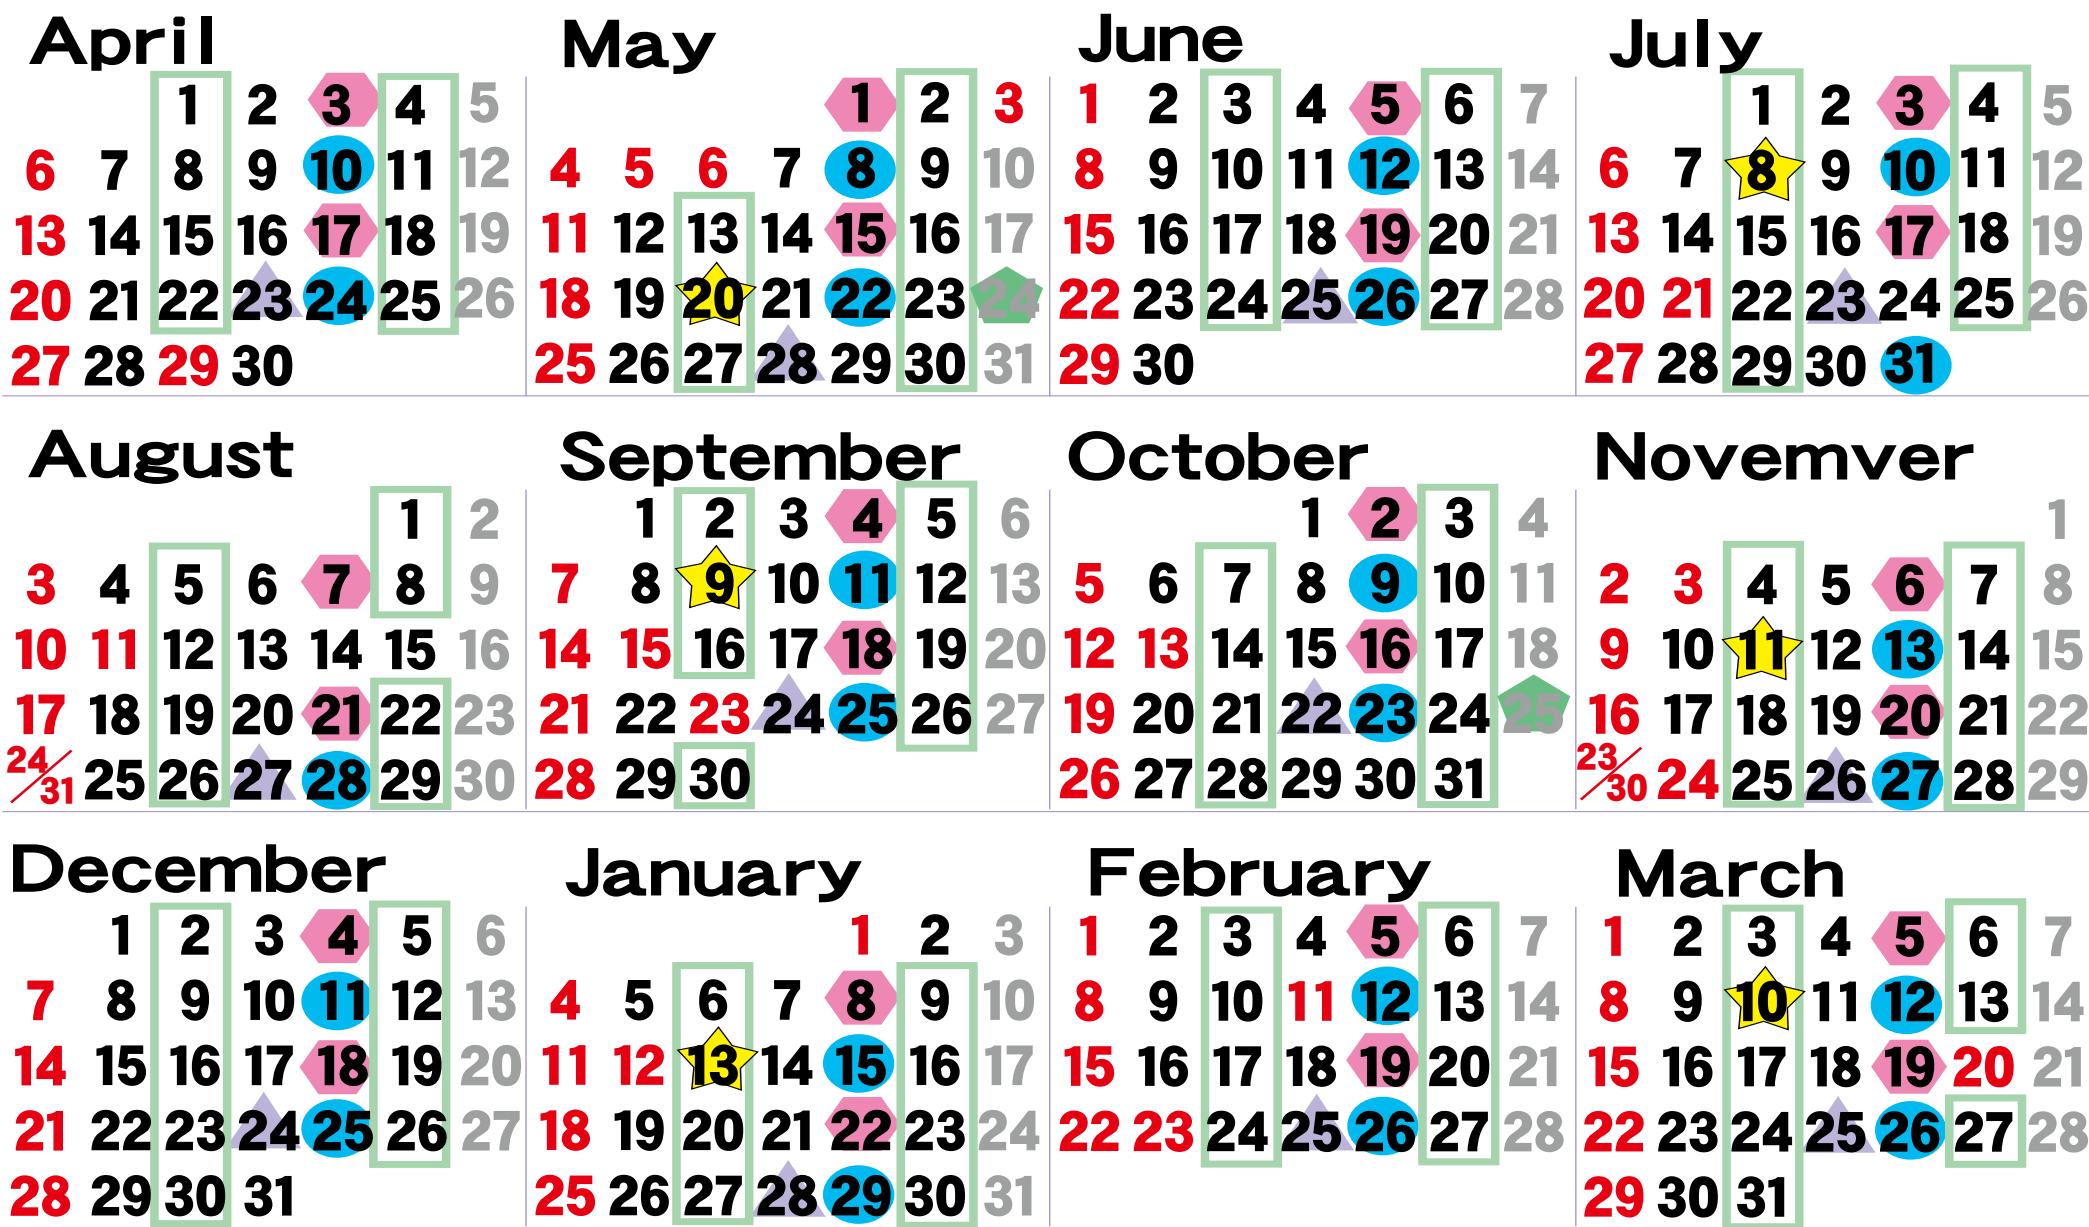 April
1 2 3 4 5
6 7 8 9 10 11 12
13 14 15 16 17 18 19
20 21 22 23 24 25 26
27 28 29 30
May
1 2 3
4 5 6 7 8 9 10
11 12 13 14 15 16 17
18 19 20 21 22 23 24
25 26 27 28 29 30 31
June
1 2 3 4 5 6 7
8 9 10 11 12 13 14
15 16 17 18 19 20 21
22 23 24 25 26 27 28
29 30
July
1 2 3 4 5
6 7 8 9 10 11 12
13 14 15 16 17 18 19
20 21 22 23 24 25 26
27 28 29 30 31
August
1 2
3 4 5 6 7 8 9
10 11 12 13 14 15 16
17 18 19 20 21 22 23
24/31 25 26 27 28 29 30
September
1 2 3 4 5 6
7 8 9 10 11 12 13
14 15 16 17 18 19 20
21 22 23 24 25 26 27
28 29 30
October
1 2 3 4
5 6 7 8 9 10 11
12 13 14 15 16 17 18
19 20 21 22 23 24 25
26 27 28 29 30 31
Novemver
1
2 3 4 5 6 7 8
9 10 11 12 13 14 15
16 17 18 19 20 21 22
23/30 24 25 26 27 28 29
December
1 2 3 4 5 6
7 8 9 10 11 12 13
14 15 16 17 18 19 20
21 22 23 24 25 26 27
28 29 30 31
January
1 2 3
4 5 6 7 8 9 10
11 12 13 14 15 16 17
18 19 20 21 22 23 24
25 26 27 28 29 30 31
February
1 2 3 4 5 6 7
8 9 10 11 12 13 14
15 16 17 18 19 20 21
22 23 24 25 26 27 28
March
1 2 3 4 5 6 7
8 9 10 11 12 13 14
15 16 17 18 19 20 21
22 23 24 25 26 27 28
29 30 31